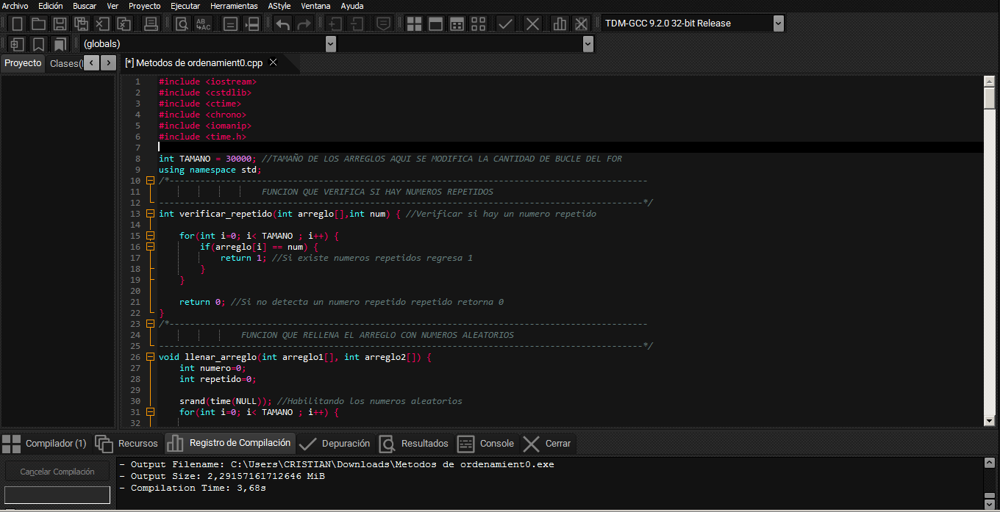 Archivo Edición Buscar Ver Proyecto Ejecutar Herramientas AStyle Ventana Ayuda
TDM-GCC 9.2.0 32-bit Release
(globals)
Proyecto Clases( [*] Metodos de ordenamient0.cpp
1 #include <iostream>
2 #include <cstdlib>
3 #include <ctime>
4 #include <chrono>
5 #include <iomanip>
6 #include <time.h>
7
8 int TAMANO = 30000; //TAMAÑO DE LOS ARREGLOS AQUI SE MODIFICA LA CANTIDAD DE BUCLE DEL FOR
9 using namespace std;
10 /*---------------------------------------------------------------------------------------------
11 FUNCION QUE VERIFICA SI HAY NUMEROS REPETIDOS
12 ----------------------------------------------------------------------------------------------*/
13 int verificar_repetido(int arreglo[],int num) { //Verificar si hay un numero repetido
14
15 for(int i=0; i< TAMANO ; i++) {
16 if(arreglo[i] == num) {
17 return 1; //Si existe numeros repetidos regresa 1
18 }
19 }
20
21 return 0; //Si no detecta un numero repetido repetido retorna 0
22 }
23 /*---------------------------------------------------------------------------------------------
24 FUNCION QUE RELLENA EL ARREGLO CON NUMEROS ALEATORIOS
25 ----------------------------------------------------------------------------------------------*/
26 void llenar_arreglo(int arreglo1[], int arreglo2[]) {
27 int numero=0;
28 int repetido=0;
29
30 srand(time(NULL)); //Habilitando los numeros aleatorios
31 for(int i=0; i< TAMANO ; i++) {
32
Compilador (1) Recursos Registro de Compilación Depuración Resultados Console Cerrar
Cancelar Compilación
- Output Filename: C:\Users\CRISTIAN\Downloads\Metodos de ordenamient0.exe
- Output Size: 2,29157161712646 MiB
- Compilation Time: 3,68s